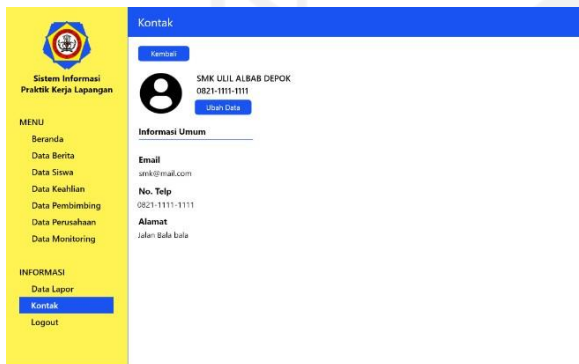 Sistem Informasi
Praktik Kerja Lapangan
MENU
Beranda
Data Berita
Data Siswa
Data Keahlian
Data Pembimbing
Data Perusahaan
Data Monitoring
INFORMASI
Data Lapor
Kontak
Logout
Kontak
Kembali
SMK ULIL ALBAB DEPOK
0821-1111-1111
Ubah Data
Informasi Umum
Email
smk@mail.com
No. Telp
0821-1111-1111
Alamat
Jalan Bala bala